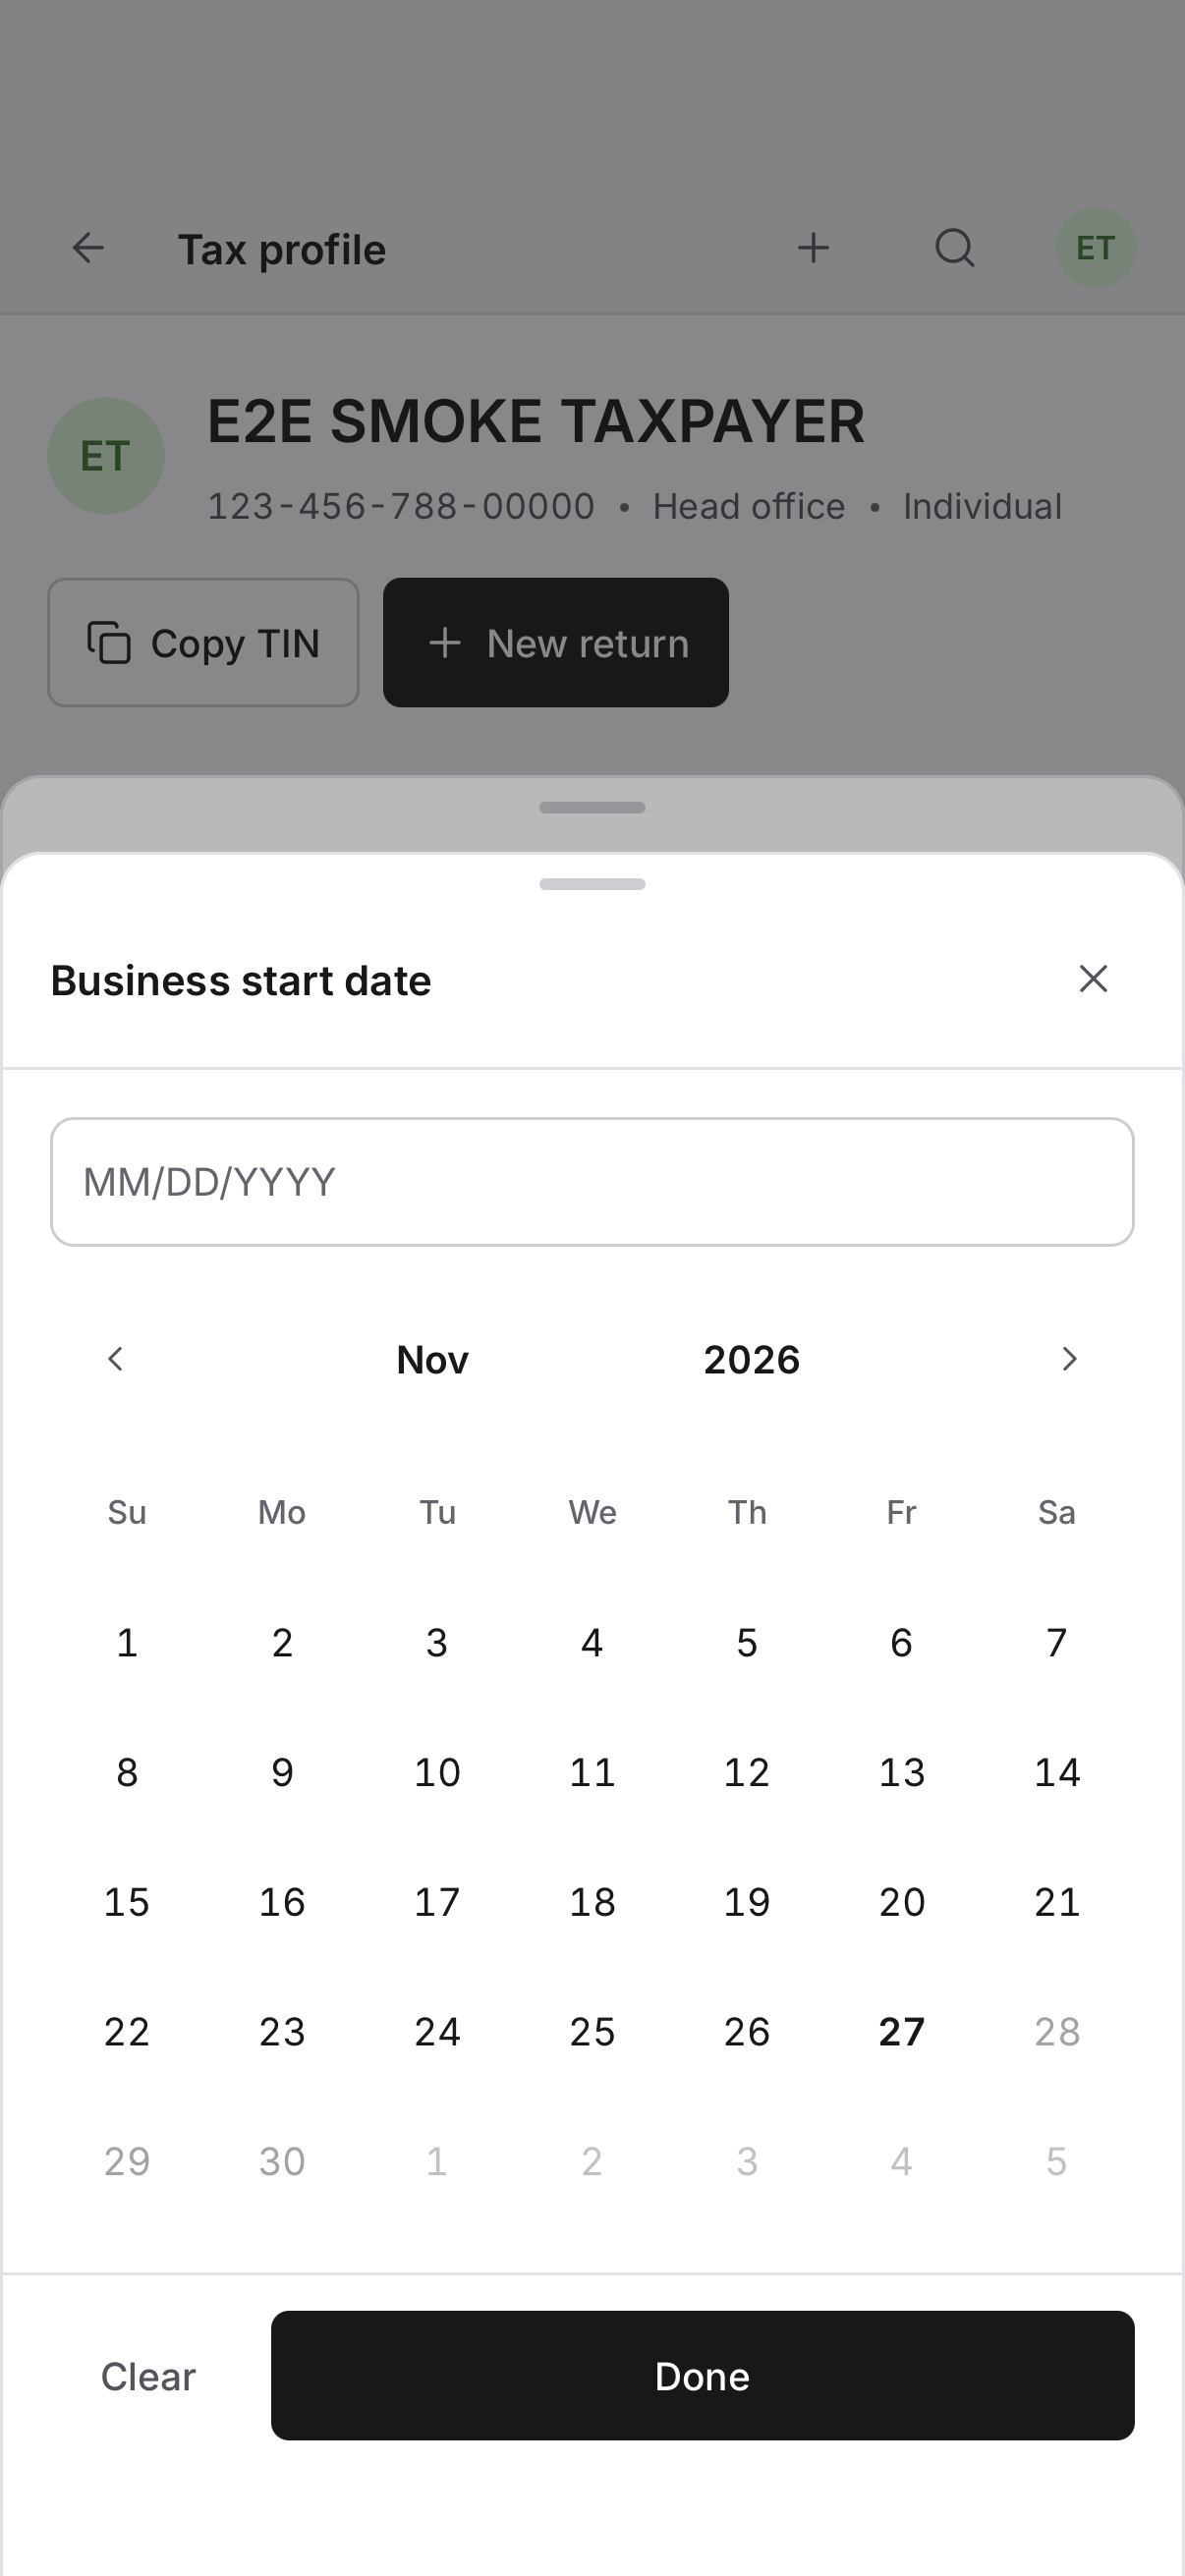 Tax profile ET
ET E2E SMOKE TAXPAYER
123-456-788-00000 • Head office • Individual
Copy TIN New return
Business start date
MM/DD/YYYY
Nov 2026
Su Mo Tu We Th Fr Sa
1 2 3 4 5 6 7
8 9 10 11 12 13 14
15 16 17 18 19 20 21
22 23 24 25 26 27 28
29 30 1 2 3 4 5
Clear Done